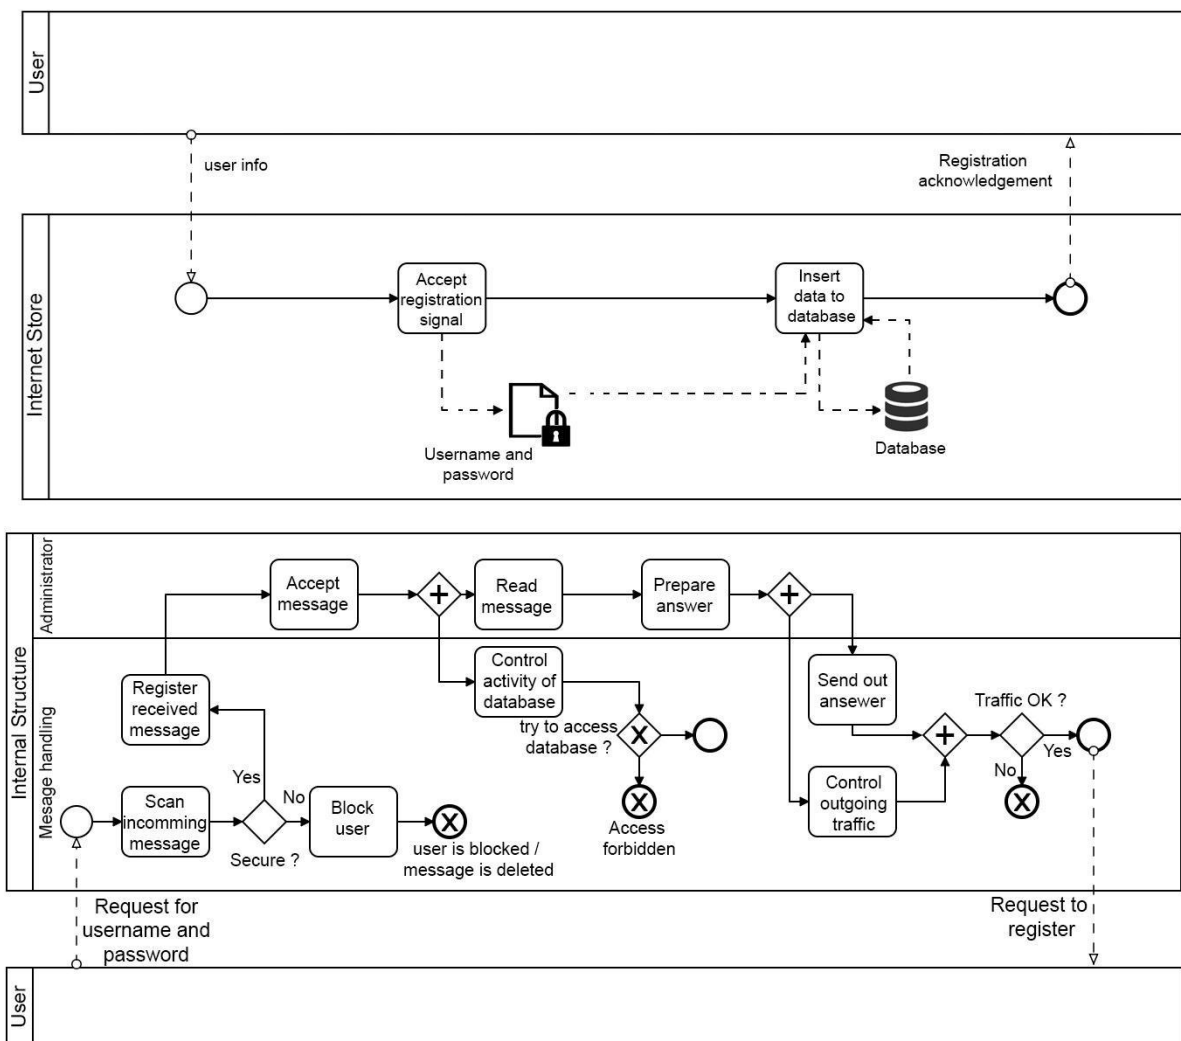 User
user info
Registration
acknowledgement
Internet Store
Accept
registration
signal
Insert
data to
database
Username and
password
Database
Internal Structure
Administrator
Accept
message
Read
message
Prepare
answer
Message handling
Register
received
message
Control
activity of
database
Send out
ansewer
Traffic OK ?
try to access
database ?
Yes
No
Yes
No
Scan
incomming
message
Block
user
Control
outgoing
traffic
Secure ?
user is blocked /
message is deleted
Access
forbidden
Request for
username and
password
Request to
register
User